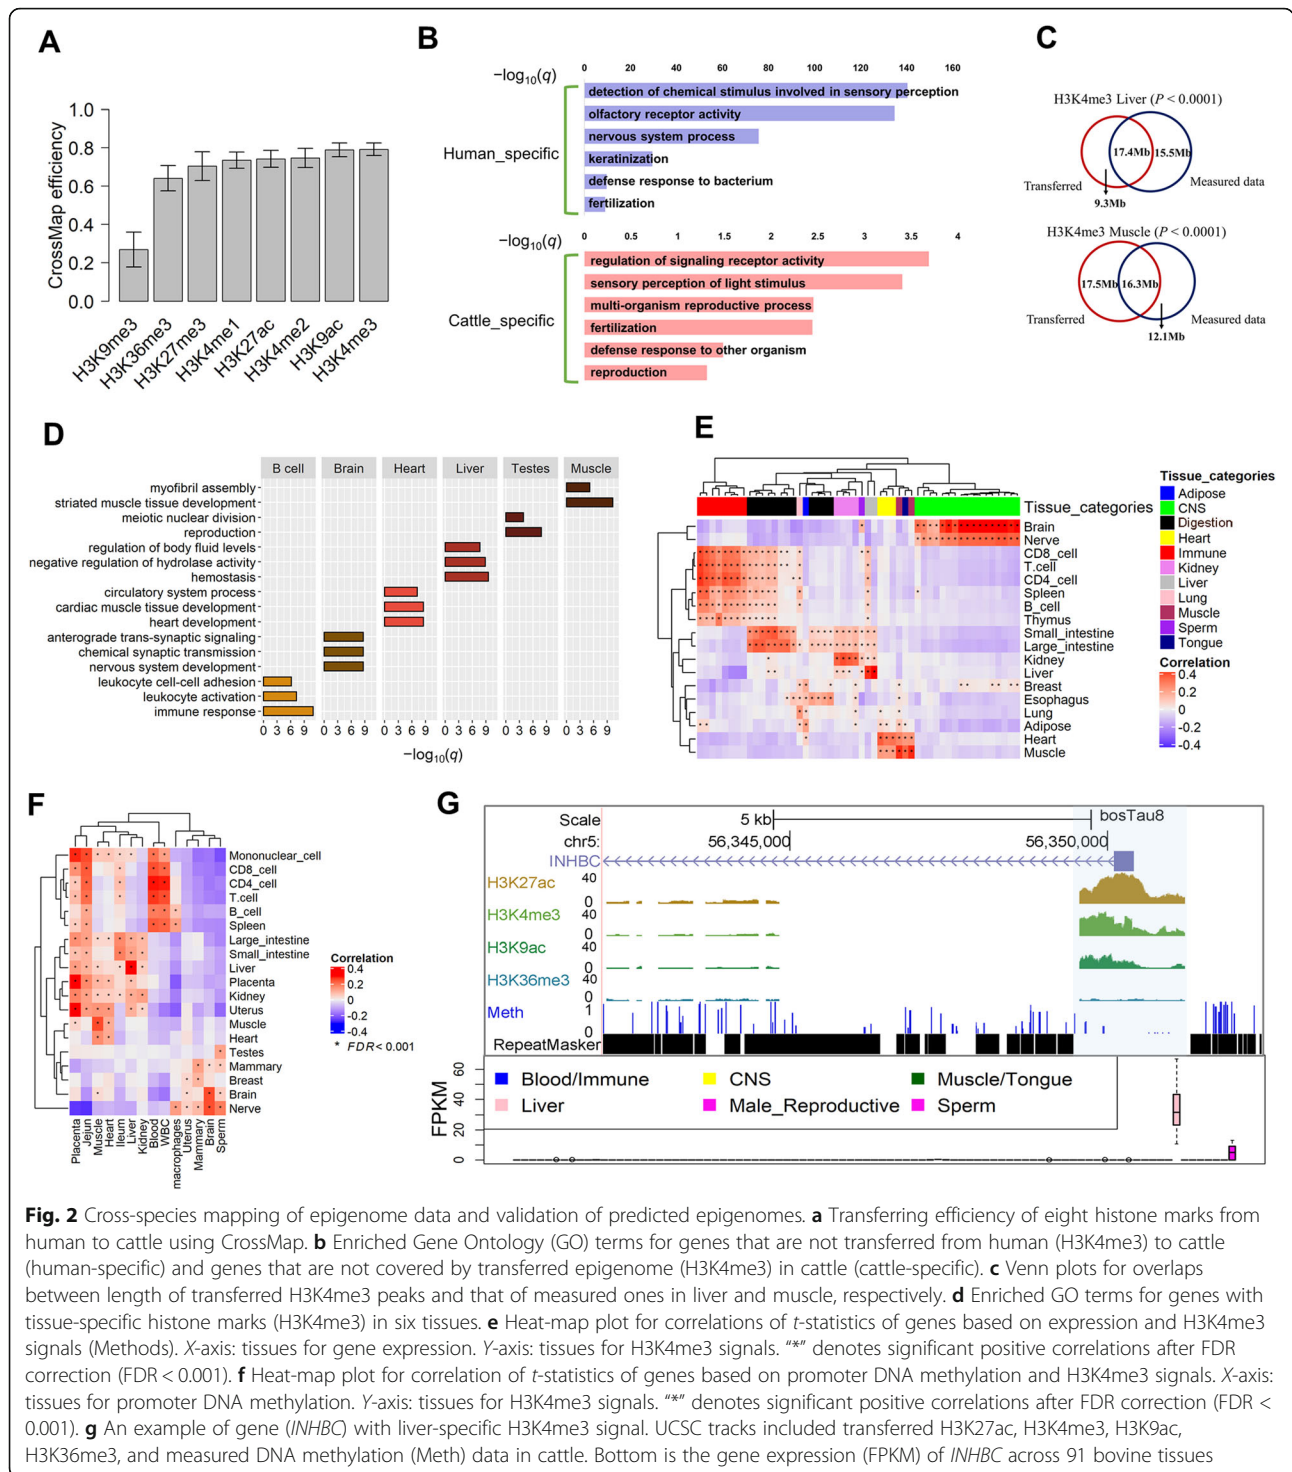 A
CrossMap efficiency
1.0
0.8
0.6
0.4
0.2
0.0
H3K9me3
H3K36me3
H3K27me3
H3K4me1
H3K27ac
H3K4me2
H3K9ac
H3K4me3
B
−log10(q)
0 20 40 60 80 100 120 140 160
Human_specific
detection of chemical stimulus involved in sensory perception
olfactory receptor activity
nervous system process
keratinization
defense response to bacterium
fertilization
−log10(q)
0 0.5 1 1.5 2 2.5 3 3.5 4
Cattle_specific
regulation of signaling receptor activity
sensory perception of light stimulus
multi-organism reproductive process
fertilization
defense response to other organism
reproduction
C
H3K4me3 Liver (P < 0.0001)
17.4Mb 15.5Mb
Transferred Measured data
9.3Mb
H3K4me3 Muscle (P < 0.0001)
17.5Mb 16.3Mb
Transferred Measured data
12.1Mb
D
B cell Brain Heart Liver Testes Muscle
myofibril assembly
striated muscle tissue development
meiotic nuclear division
reproduction
regulation of body fluid levels
negative regulation of hydrolase activity
hemostasis
circulatory system process
cardiac muscle tissue development
heart development
anterograde trans-synaptic signaling
chemical synaptic transmission
nervous system development
leukocyte cell-cell adhesion
leukocyte activation
immune response
0 3 6 9 0 3 6 9 0 3 6 9 0 3 6 9 0 3 6 9 0 3 6 9
−log10(q)
E
Tissue_categories
Brain
Nerve
CD8_cell
T.cell
CD4_cell
Spleen
B_cell
Thymus
Small_intestine
Large_intestine
Kidney
Liver
Breast
Esophagus
Lung
Adipose
Heart
Muscle
Tissue_categories
Adipose
CNS
Digestion
Heart
Immune
Kidney
Liver
Lung
Muscle
Sperm
Tongue
Correlation
0.4
0.2
0
-0.2
-0.4
F
Mononuclear_cell
CD8_cell
CD4_cell
T.cell
B_cell
Spleen
Large_intestine
Small_intestine
Liver
Placenta
Kidney
Uterus
Muscle
Heart
Testes
Mammary
Breast
Brain
Nerve
Placenta
Jejun
Muscle
Heart
Ileum
Liver
Kidney
Blood
WBC
macrophages
Uterus
Mammary
Brain
Sperm
Correlation
0.4
0.2
0
-0.2
-0.4
* FDR < 0.001
G
Scale 5 kb bosTau8
chr5: 56,345,000 56,350,000
INHBC
H3K27ac 40
0
H3K4me3 40
0
H3K9ac 40
0
H3K36me3 40
0
Meth 1
0
RepeatMasker
FPKM
60
40
20
0
Blood/Immune CNS Muscle/Tongue
Liver Male_Reproductive Sperm
Fig. 2 Cross-species mapping of epigenome data and validation of predicted epigenomes. a Transferring efficiency of eight histone marks from
human to cattle using CrossMap. b Enriched Gene Ontology (GO) terms for genes that are not transferred from human (H3K4me3) to cattle
(human-specific) and genes that are not covered by transferred epigenome (H3K4me3) in cattle (cattle-specific). c Venn plots for overlaps
between length of transferred H3K4me3 peaks and that of measured ones in liver and muscle, respectively. d Enriched GO terms for genes with
tissue-specific histone marks (H3K4me3) in six tissues. e Heat-map plot for correlations of t-statistics of genes based on expression and H3K4me3
signals (Methods). X-axis: tissues for gene expression. Y-axis: tissues for H3K4me3 signals. “*” denotes significant positive correlations after FDR
correction (FDR < 0.001). f Heat-map plot for correlation of t-statistics of genes based on promoter DNA methylation and H3K4me3 signals. X-axis:
tissues for promoter DNA methylation. Y-axis: tissues for H3K4me3 signals. “*” denotes significant positive correlations after FDR correction (FDR <
0.001). g An example of gene (INHBC) with liver-specific H3K4me3 signal. UCSC tracks included transferred H3K27ac, H3K4me3, H3K9ac,
H3K36me3, and measured DNA methylation (Meth) data in cattle. Bottom is the gene expression (FPKM) of INHBC across 91 bovine tissues